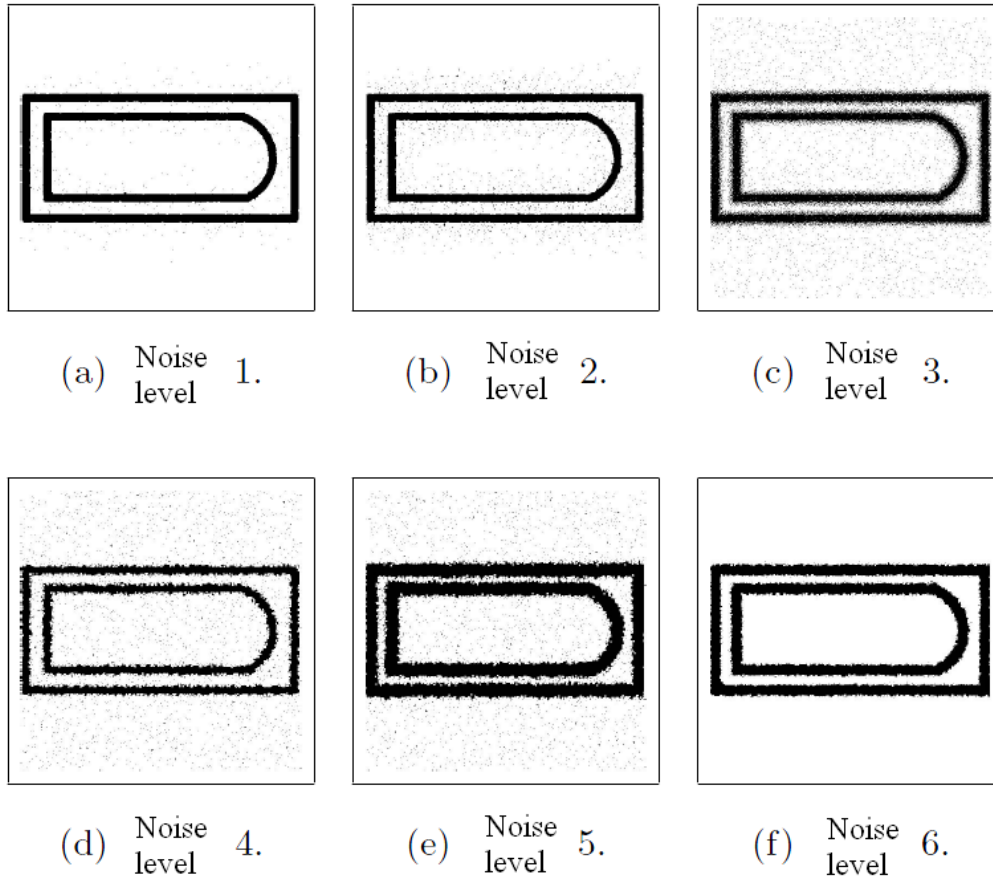 (a) Noise level 1.
(b) Noise level 2.
(c) Noise level 3.
(d) Noise level 4.
(e) Noise level 5.
(f) Noise level 6.